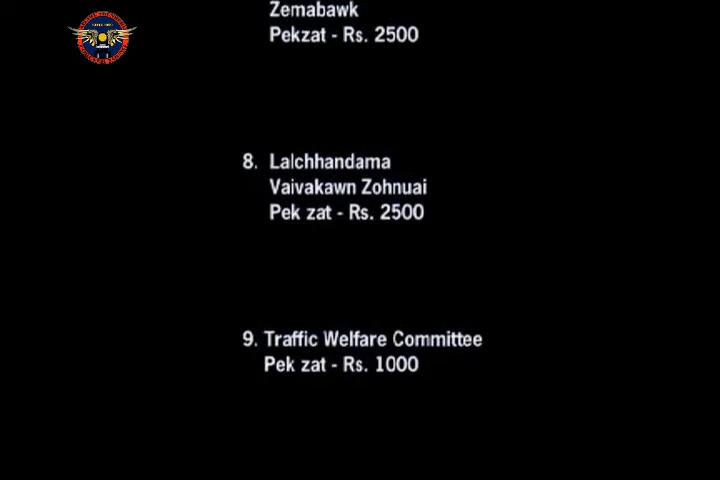 Zemabawk
Pekzat - Rs. 2500
8. Lalchhandama
Vaivakawn Zohnuai
Pek zat - Rs. 2500
9. Traffic Welfare Committee
Pek zat - Rs. 1000